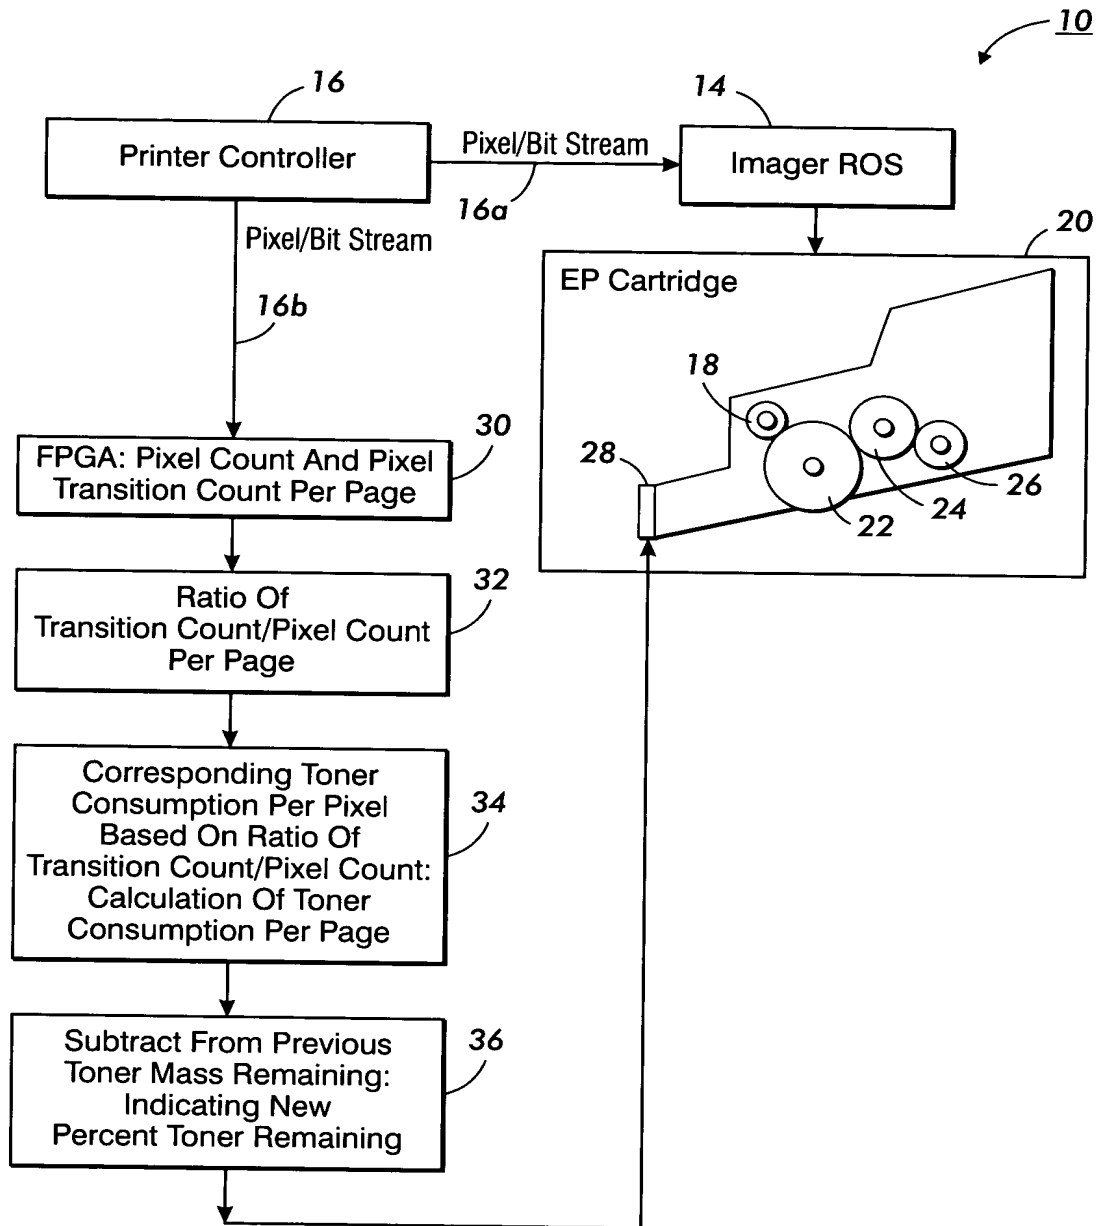 10
16
14
Printer Controller
Pixel/Bit Stream
16a
Imager ROS
Pixel/Bit Stream
16b
20
EP Cartridge
18
28
22
24
26
30
FPGA: Pixel Count And Pixel
Transition Count Per Page
32
Ratio Of
Transition Count/Pixel Count
Per Page
34
Corresponding Toner
Consumption Per Pixel
Based On Ratio Of
Transition Count/Pixel Count:
Calculation Of Toner
Consumption Per Page
36
Subtract From Previous
Toner Mass Remaining:
Indicating New
Percent Toner Remaining